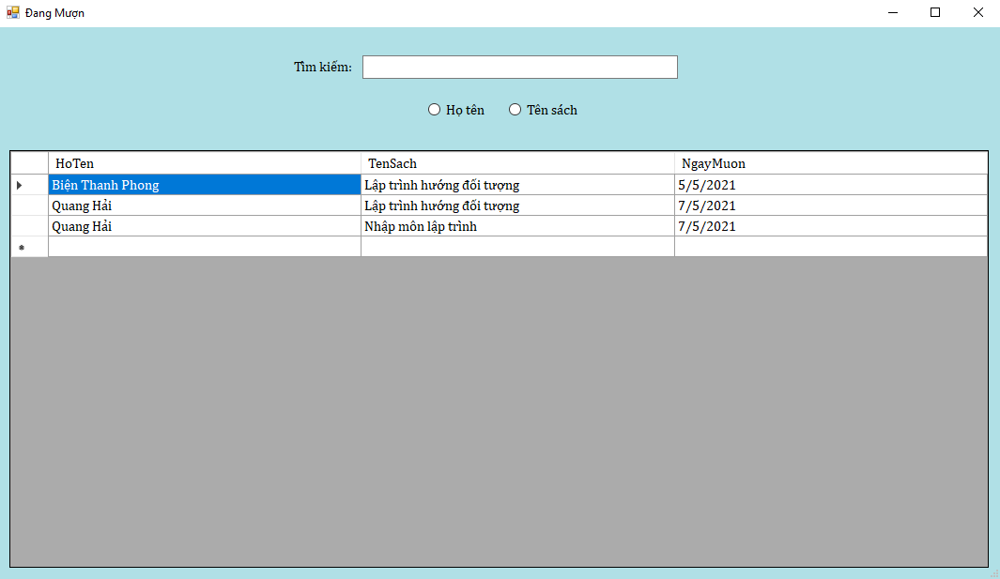 Đang Mượn
Tìm kiếm:
Họ tên Tên sách
HoTen TenSach NgayMuon
Biện Thanh Phong Lập trình hướng đối tượng 5/5/2021
Quang Hải Lập trình hướng đối tượng 7/5/2021
Quang Hải Nhập môn lập trình 7/5/2021